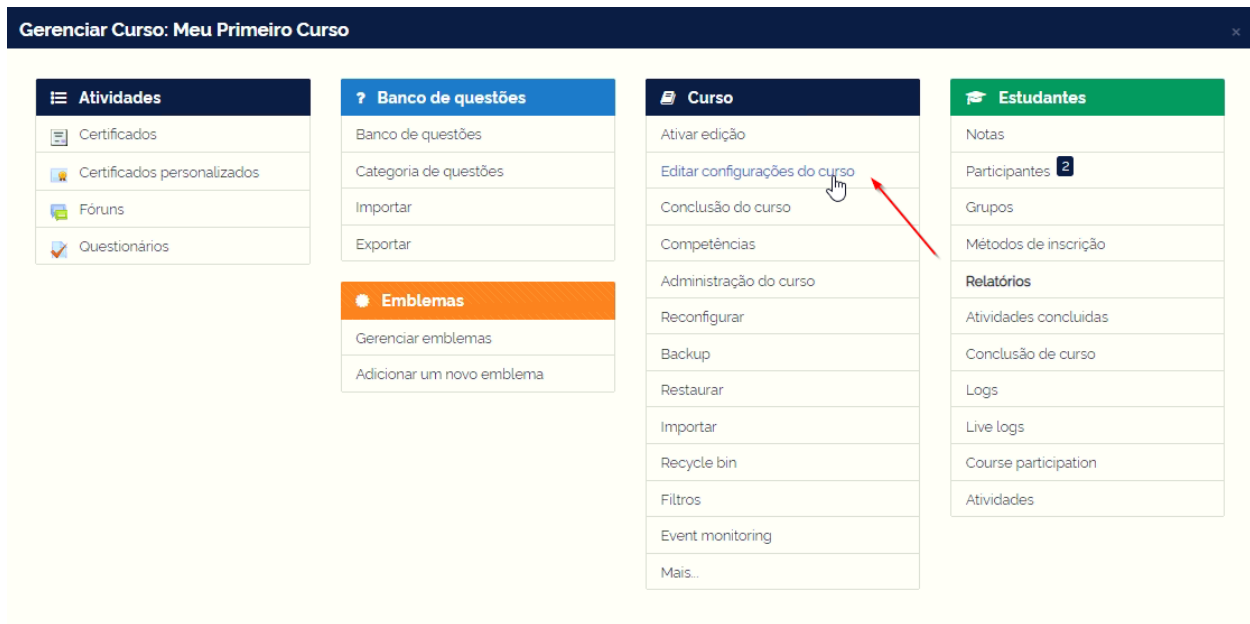 Gerenciar Curso: Meu Primeiro Curso
×
Atividades
Certificados
Certificados personalizados
Fóruns
Questionários
? Banco de questões
Banco de questões
Categoria de questões
Importar
Exportar
Emblemas
Gerenciar emblemas
Adicionar um novo emblema
Curso
Ativar edição
Editar configurações do curso
Conclusão do curso
Competências
Administração do curso
Reconfigurar
Backup
Restaurar
Importar
Recycle bin
Filtros
Event monitoring
Mais...
Estudantes
Notas
Participantes 2
Grupos
Métodos de inscrição
Relatórios
Atividades concluidas
Conclusão de curso
Logs
Live logs
Course participation
Atividades